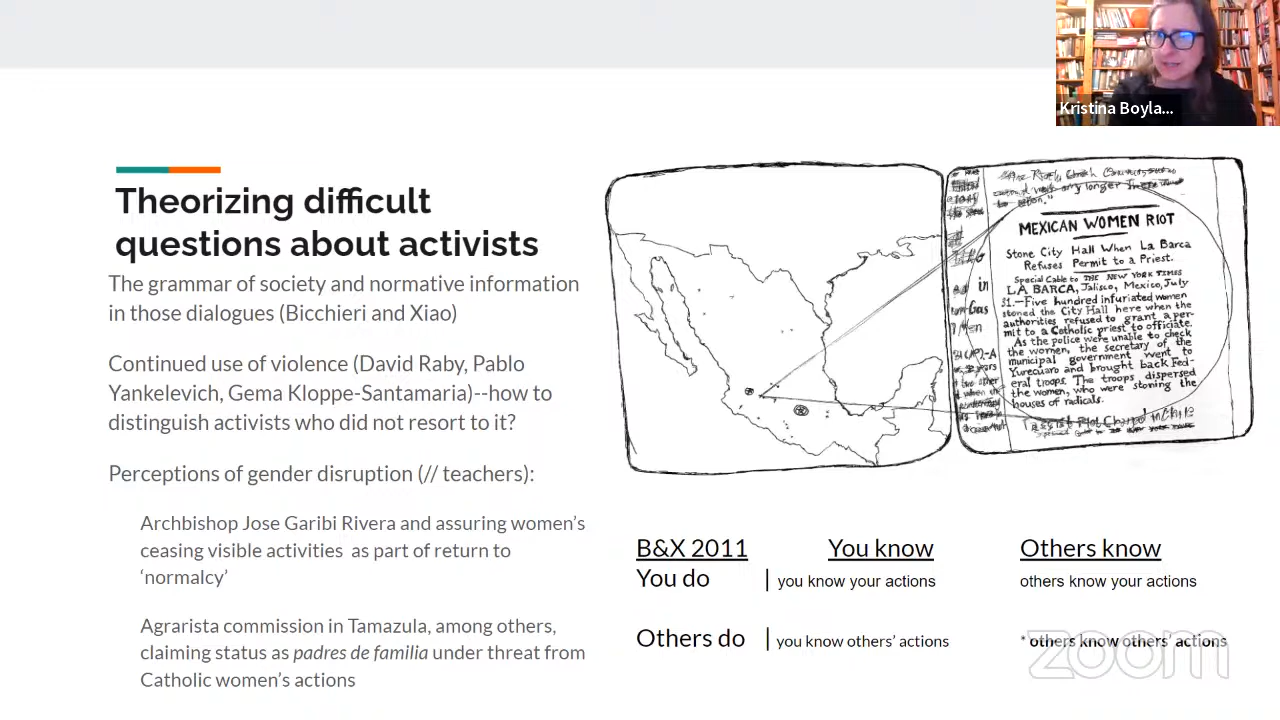 Kristina Boyla...
Theorizing difficult
questions about activists
The grammar of society and normative information
in those dialogues (Bicchieri and Xiao)
Continued use of violence (David Raby, Pablo
Yankelevich, Gema Kloppe-Santamaria)--how to
distinguish activists who did not resort to it?
Perceptions of gender disruption (// teachers):
Archbishop Jose Garibi Rivera and assuring women's
ceasing visible activities as part of return to
'normalcy'
Agrarista commission in Tamazula, among others,
claiming status as padres de familia under threat from
Catholic women's actions
any longer
MEXICAN WOMEN RIOT
Stone City Hall When La Barca
Refuses Permit to a Priest.
Special Cable to THE NEW YORK TIMES
LA BARCA, Jalisco, Mexico, July
31.—Five hundred infuriated women
stoned the City Hall here when the
authorities refused to grant a per-
mit to a Catholic priest to officiate.
As the police were unable to check
the women, the secretary of the
municipal government went to
Yurecuaro and brought back Fed-
eral troops. The troops dispersed
the women, who were stoning the
houses of radicals.
B&X 2011 You know Others know
You do | you know your actions others know your actions
Others do | you know others' actions * others know others' actions
zoom